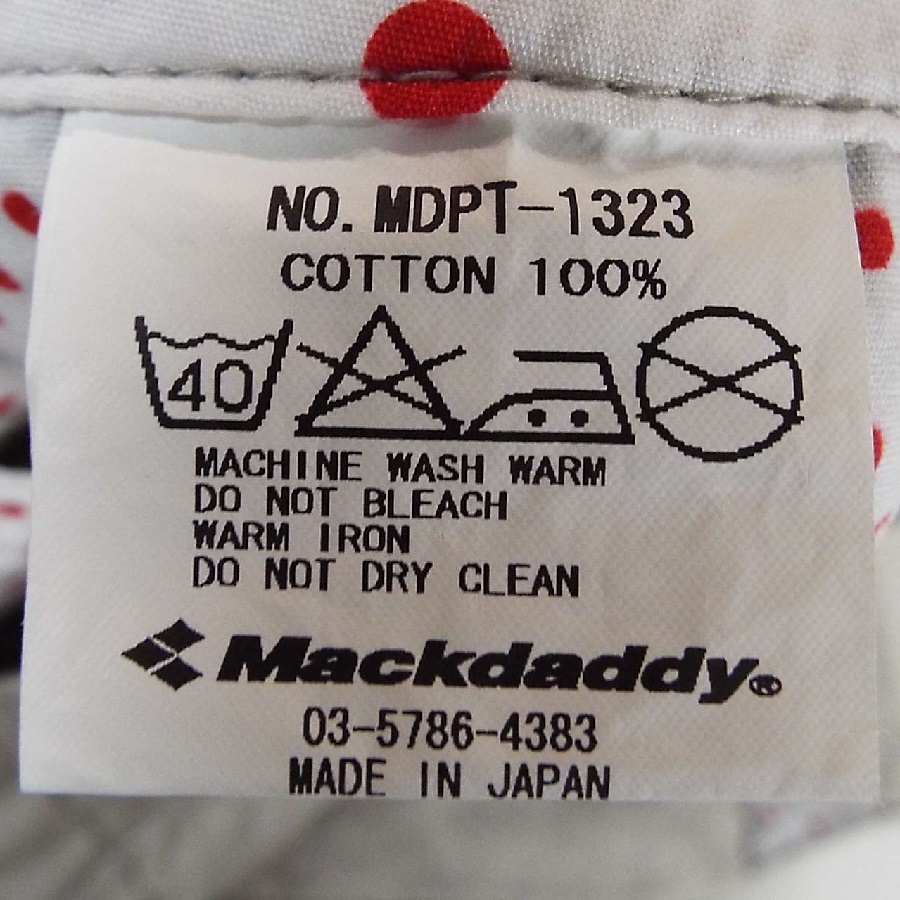 NO. MDPT-1323
COTTON 100%
40
MACHINE WASH WARM
DO NOT BLEACH
WARM IRON
DO NOT DRY CLEAN
Mackdaddy®
03-5786-4383
MADE IN JAPAN